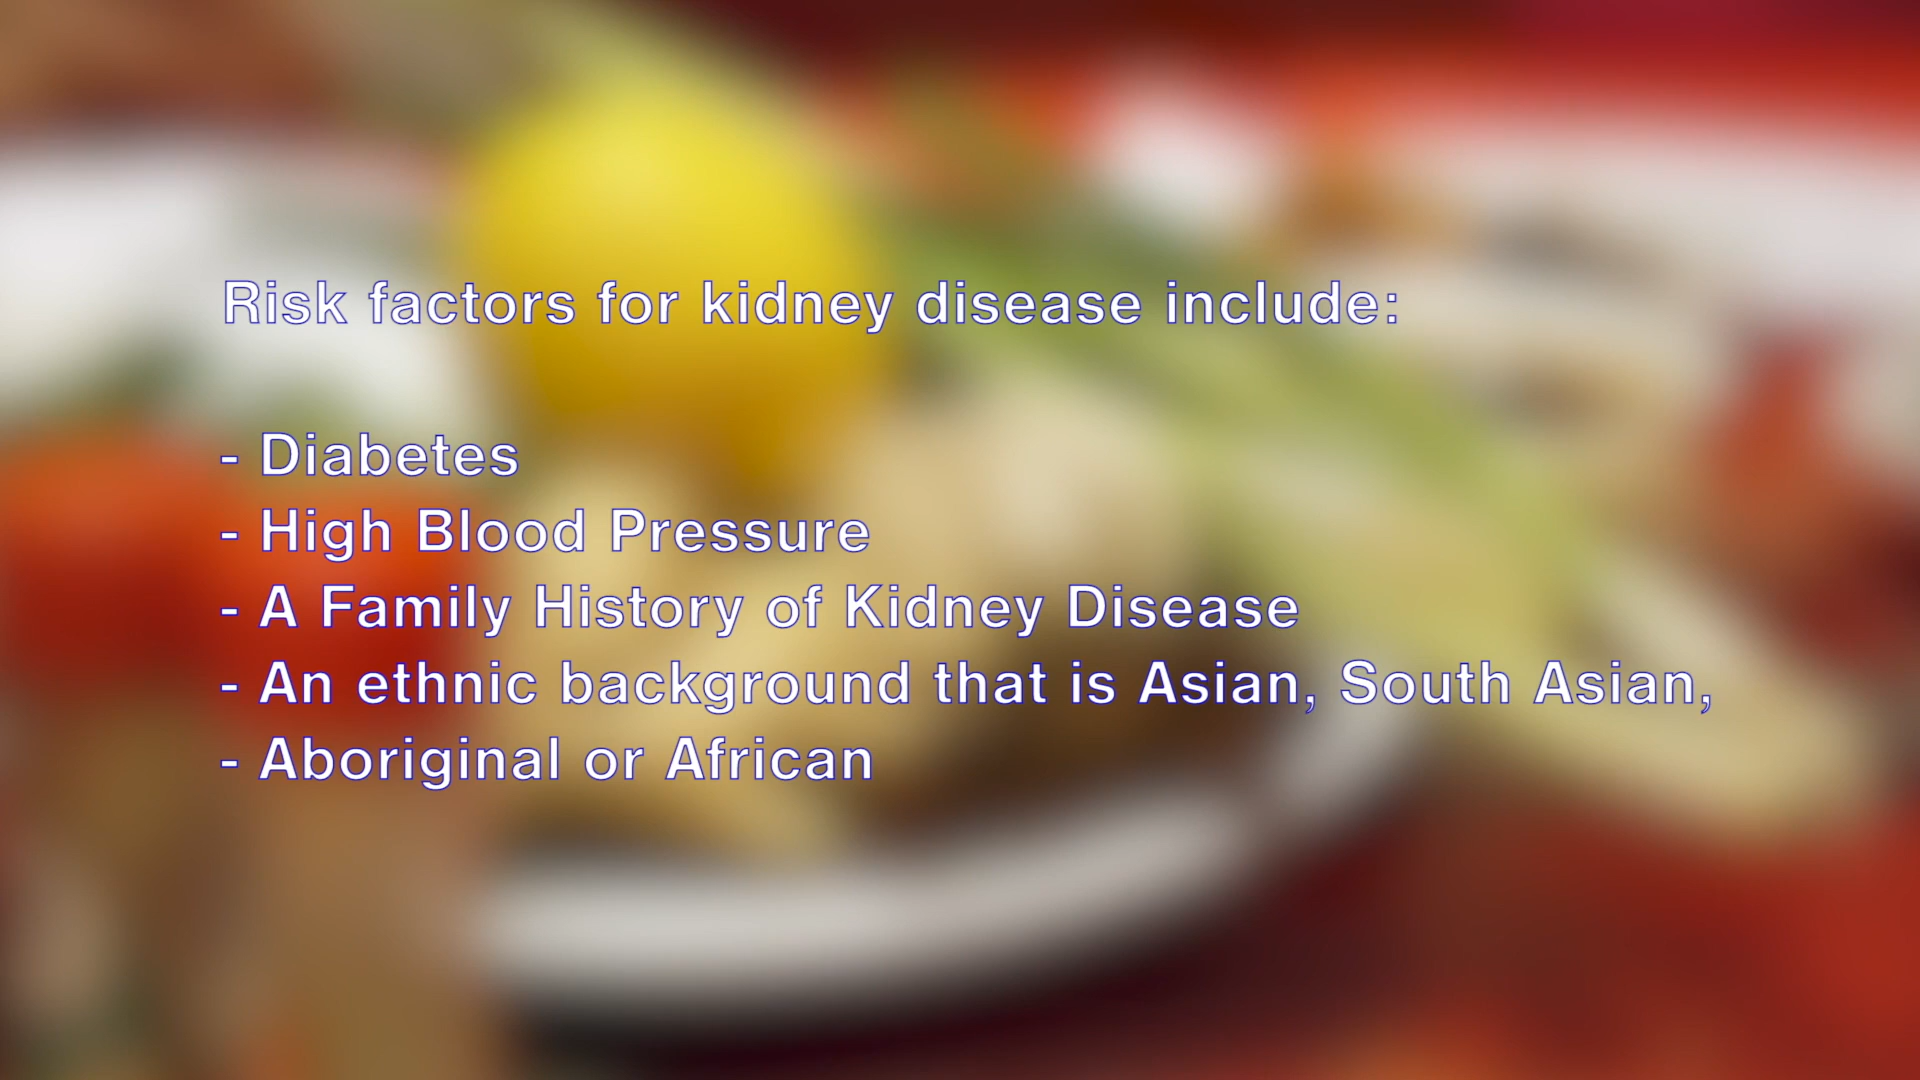 Risk factors for kidney disease include:
- Diabetes
- High Blood Pressure
- A Family History of Kidney Disease
- An ethnic background that is Asian, South Asian,
- Aboriginal or African